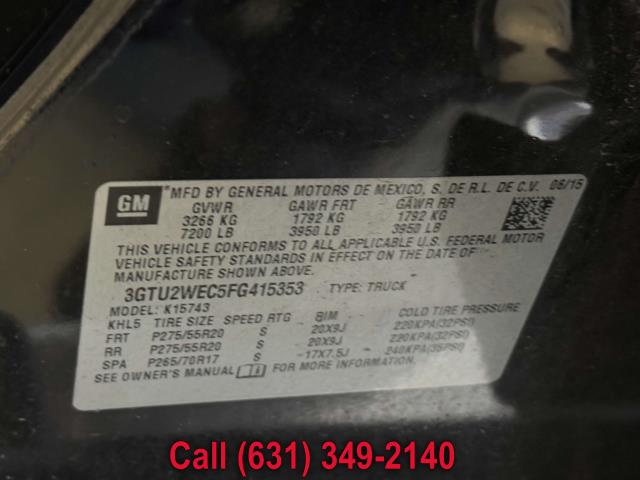 GM
*MFD BY GENERAL MOTORS DE MEXICO, S. DE R.L. DE C.V. 06/15
GVWR GAWR FRT GAWR RR
3266 KG 1792 KG 1792 KG
7200 LB 3950 LB 3950 LB
THIS VEHICLE CONFORMS TO ALL APPLICABLE U.S. FEDERAL MOTOR
VEHICLE SAFETY STANDARDS IN EFFECT ON THE DATE OF
MANUFACTURE SHOWN ABOVE.
3GTU2WEC5FG415353 TYPE: TRUCK
MODEL: K15743
KHL5 TIRE SIZE SPEED RTG RIM COLD TIRE PRESSURE
FRT P275/55R20 S 20X9J 220KPA(32PSI)
RR P275/55R20 S 20X9J 220KPA(32PSI)
SPA P265/70R17 S -17X7.5J 240KPA(35PSI)
SEE OWNER'S MANUAL FOR MORE INFORMATION.
Call (631) 349-2140